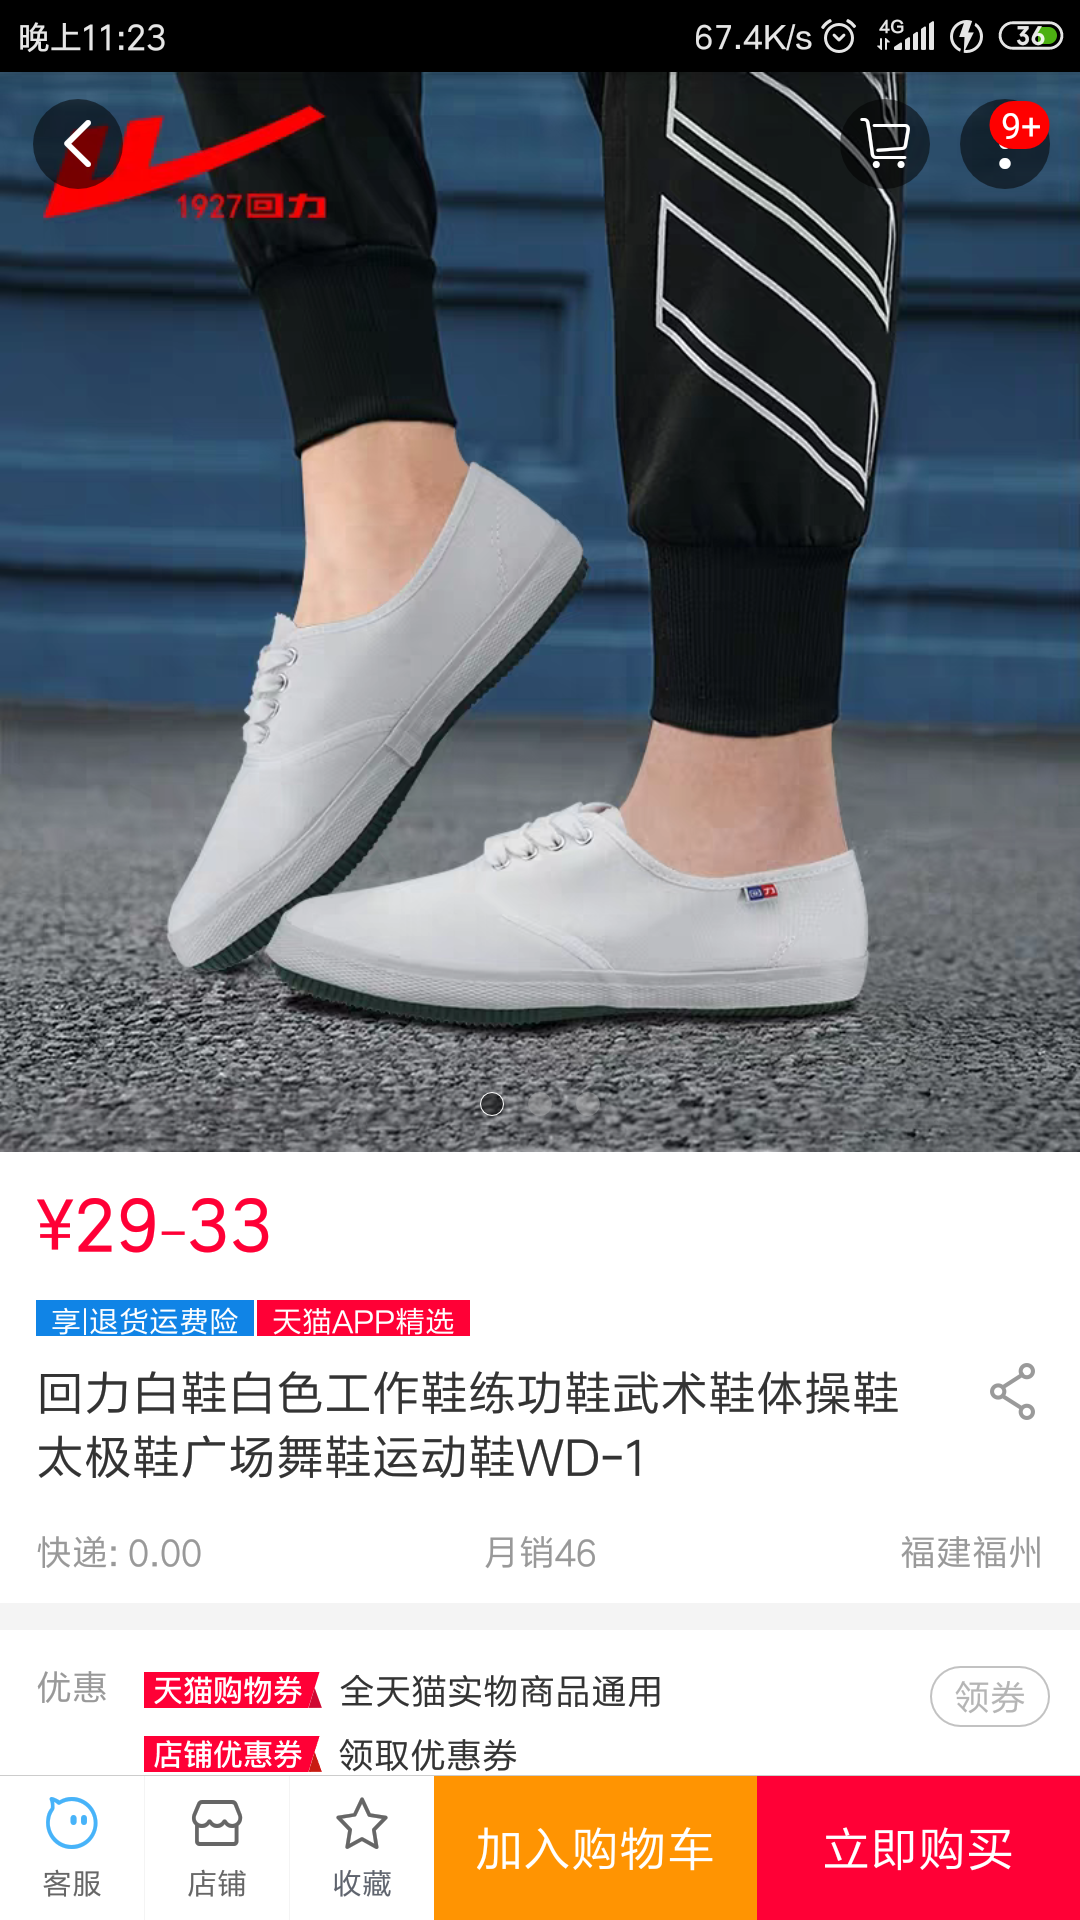 晚上11:23
67.4K/s
4G
36
9+
1927回力
回力
¥29-33
享|退货运费险
天猫APP精选
回力白鞋白色工作鞋练功鞋武术鞋体操鞋
太极鞋广场舞鞋运动鞋WD-1
快递: 0.00
月销46
福建福州
优惠
天猫购物券
全天猫实物商品通用
领券
店铺优惠券
领取优惠券
客服
店铺
收藏
加入购物车
立即购买